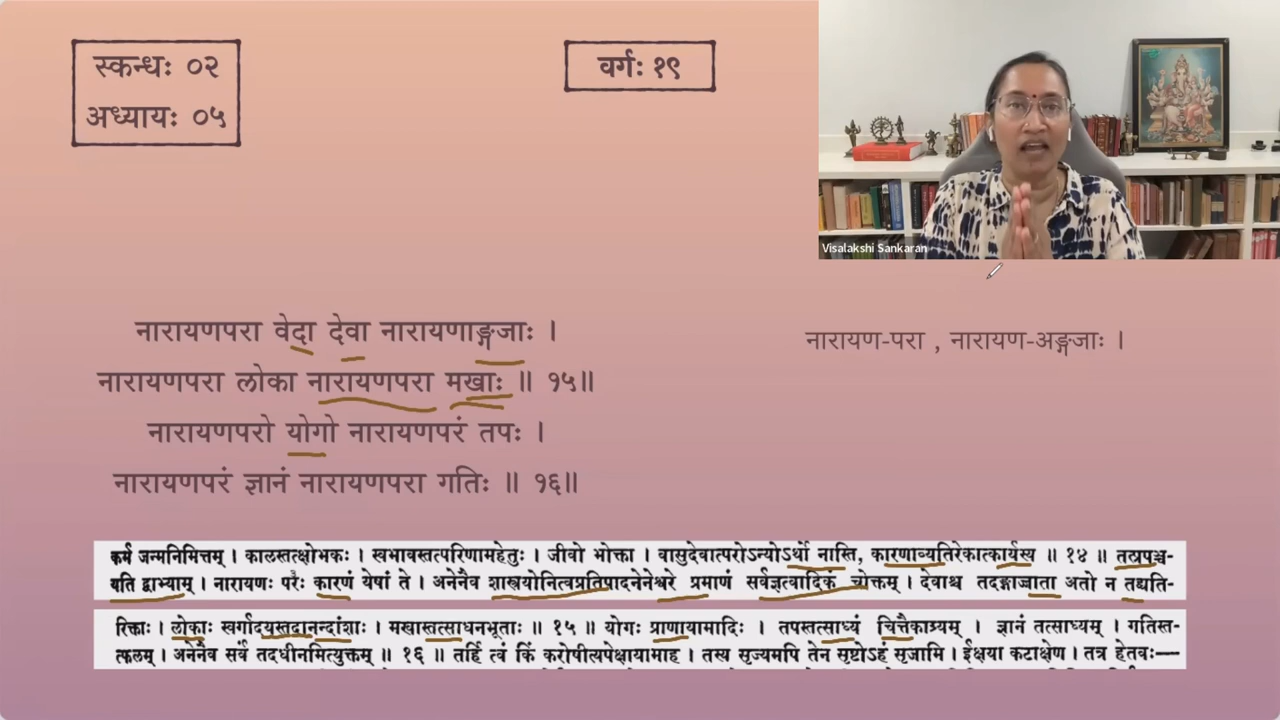 स्कन्धः ०२
अध्यायः ०५
वर्गः १९
Visalakshi Sankaran
नारायणपरा वेदा देवा नारायणाङ्गजाः ।
नारायणपरा लोका नारायणपरा मखाः ॥ १५॥
नारायणपरो योगो नारायणपरं तपः ।
नारायणपरं ज्ञानं नारायणपरा गतिः ॥ १६॥
नारायण-परा , नारायण-अङ्गजाः ।
कर्म जन्मनिमित्तम् । कालस्तत्क्षोभकः । स्वभावस्तत्परिणामहेतुः । जीवो भोक्ता । वासुदेवात्परोऽन्योऽर्थो नास्ति, कारणाव्यतिरेकात्कार्यस्य ॥ १४ ॥ तत्प्रपञ्च-
यति द्वाभ्याम् । नारायणः परैः कारणं येषां ते । अनेनैव शास्त्रयोनित्वप्रतिपादनेनेश्वरे प्रमाणं सर्वज्ञत्वादिकं चोक्तम् । देवाश्च तदङ्गाज्जाता अतो न तद्व्यति-
रिक्ताः । लोकाः स्वर्गादयस्तदानन्दांशाः । मखास्तत्साधनभूताः ॥ १५ ॥ योगः प्राणायामादिः । तपस्तत्साध्यं चित्तैकाग्र्यम् । ज्ञानं तत्साध्यम् । गतिस्त-
त्फलम् । अनेनैव सर्वं तदधीनमित्युक्तम् ॥ १६ ॥ तर्हि त्वं किं करोषीत्यपेक्षायामाह । तस्य सृज्यमपि तेन सृष्टोऽहं सृजामि । ईक्षया कटाक्षेण । तत्र हेतवः—